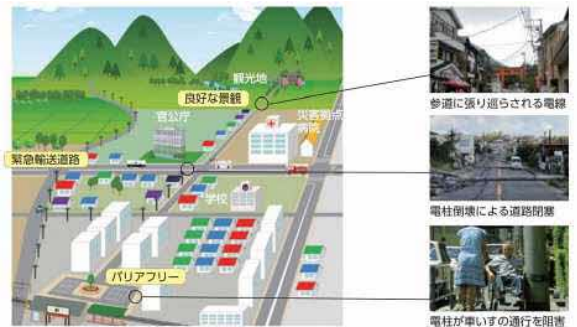 観光地
良好な景観
官公庁
災害拠点
病院
緊急輸送道路
学校
バリアフリー
参道に張り巡らされる電線
電柱倒壊による道路閉塞
電柱が車いすの通行を阻害